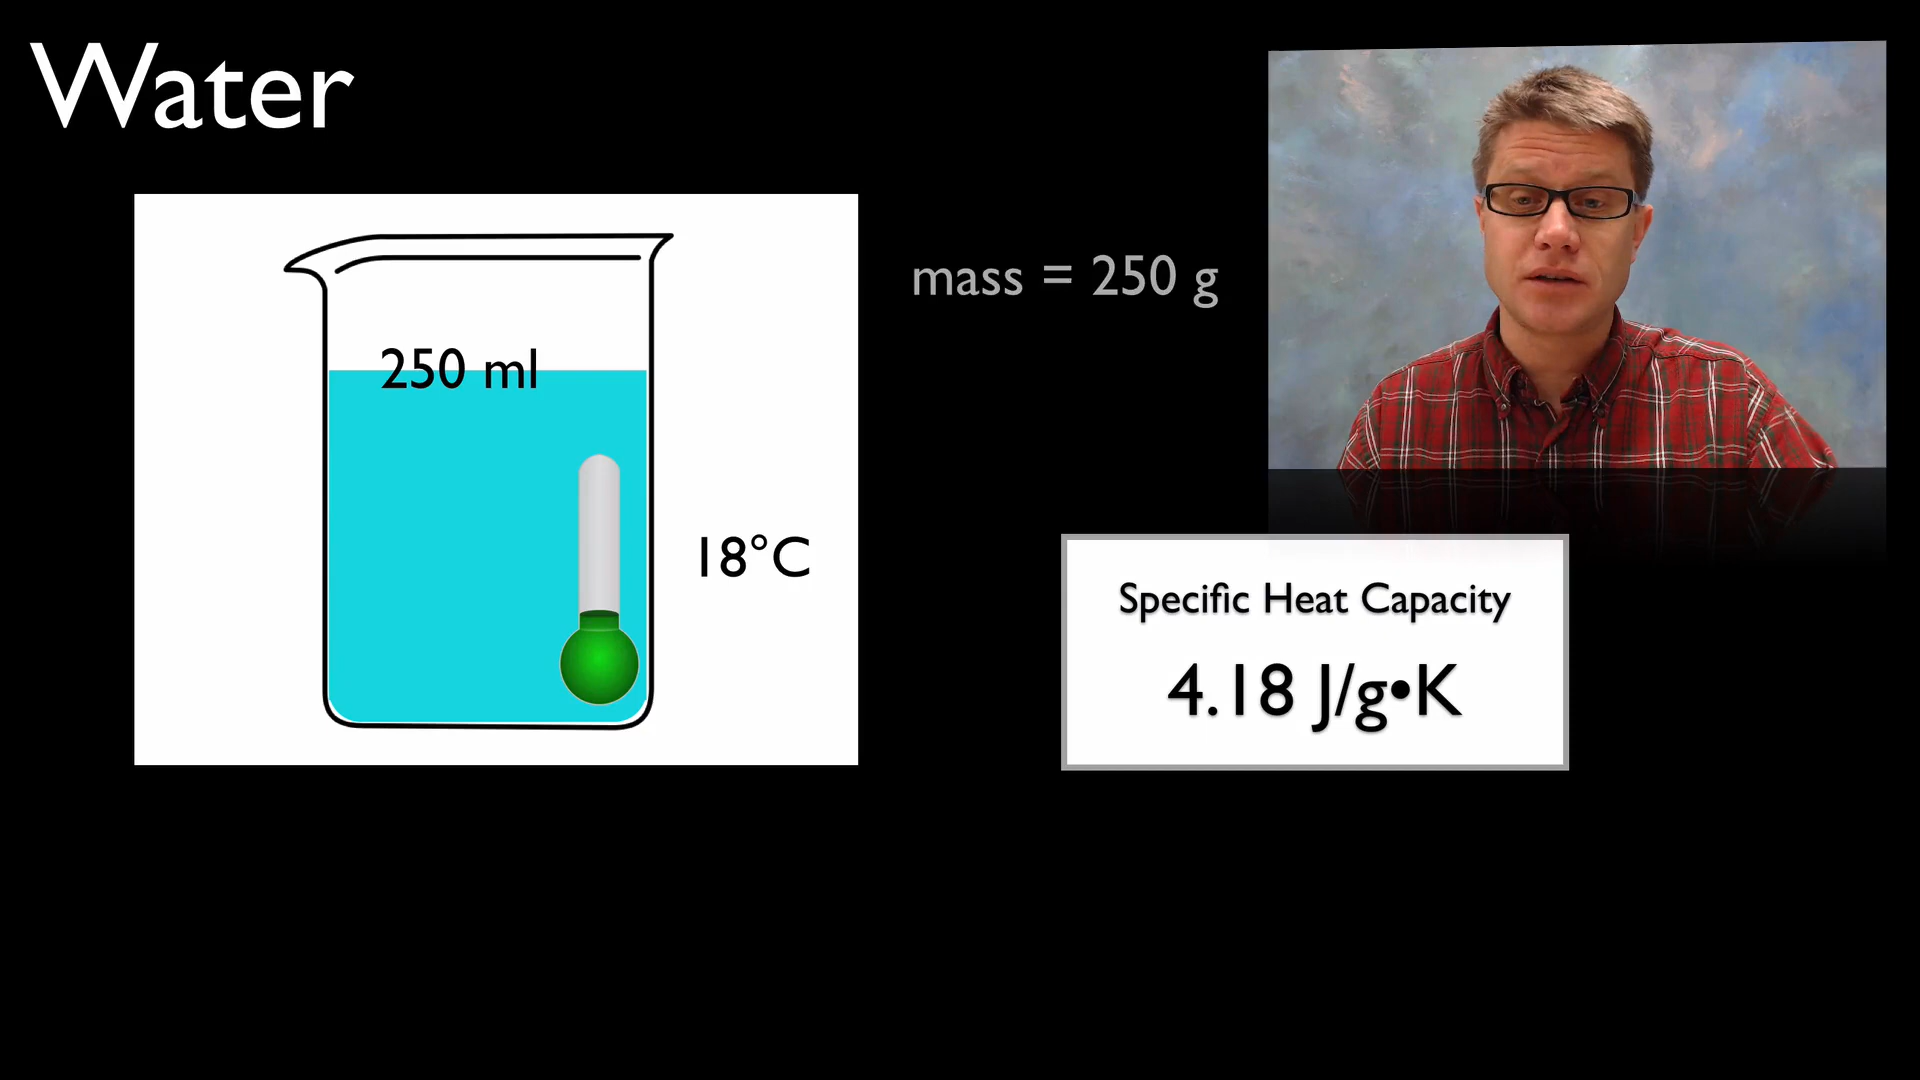 Water
250 ml
mass = 250 g
18°C
Specific Heat Capacity
4.18 J/g•K